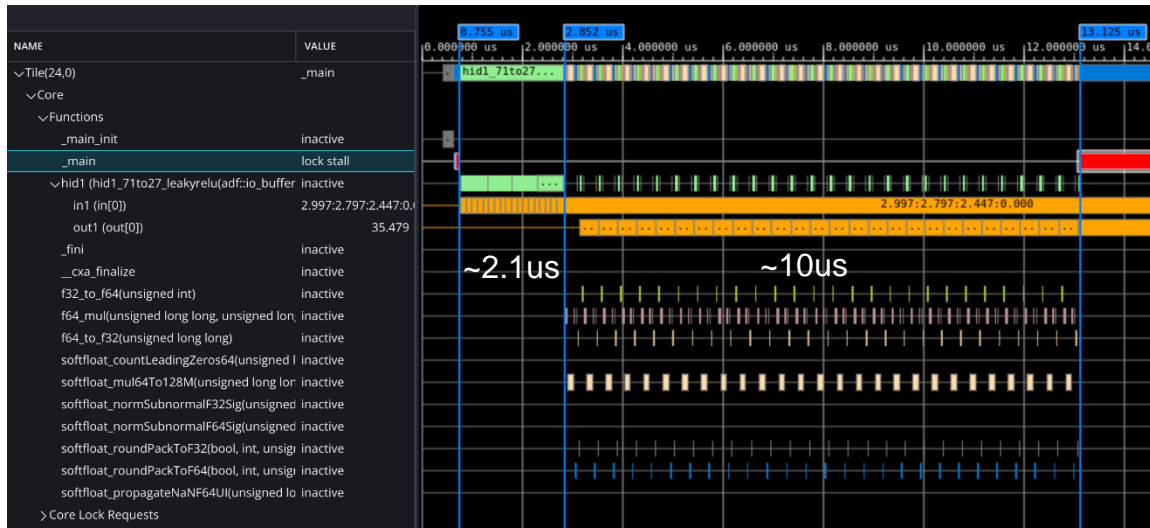 0.755 us 2.852 us 13.125 us
NAME VALUE 0.000000 us 2.000000 us 4.000000 us 6.000000 us 8.000000 us 10.000000 us 12.000000 us 14.0
Tile(24,0) _main hid1_71to27...
Core
Functions
_main_init inactive
_main lock stall
hid1 (hid1_71to27_leakyrelu(adf::io_buffer inactive ...
in1 (in[0]) 2.997:2.797:2.447:0.0 2.997:2.797:2.447:0.000
out1 (out[0]) 35.479
_fini inactive
__cxa_finalize inactive
~2.1us ~10us
f32_to_f64(unsigned int) inactive
f64_mul(unsigned long long, unsigned lon inactive
f64_to_f32(unsigned long long) inactive
softfloat_countLeadingZeros64(unsigned l inactive
softfloat_mul64To128M(unsigned long lon inactive
softfloat_normSubnormalF32Sig(unsigned inactive
softfloat_normSubnormalF64Sig(unsigned inactive
softfloat_roundPackToF32(bool, int, unsig inactive
softfloat_roundPackToF64(bool, int, unsig inactive
softfloat_propagateNaNF64UI(unsigned lo inactive
Core Lock Requests